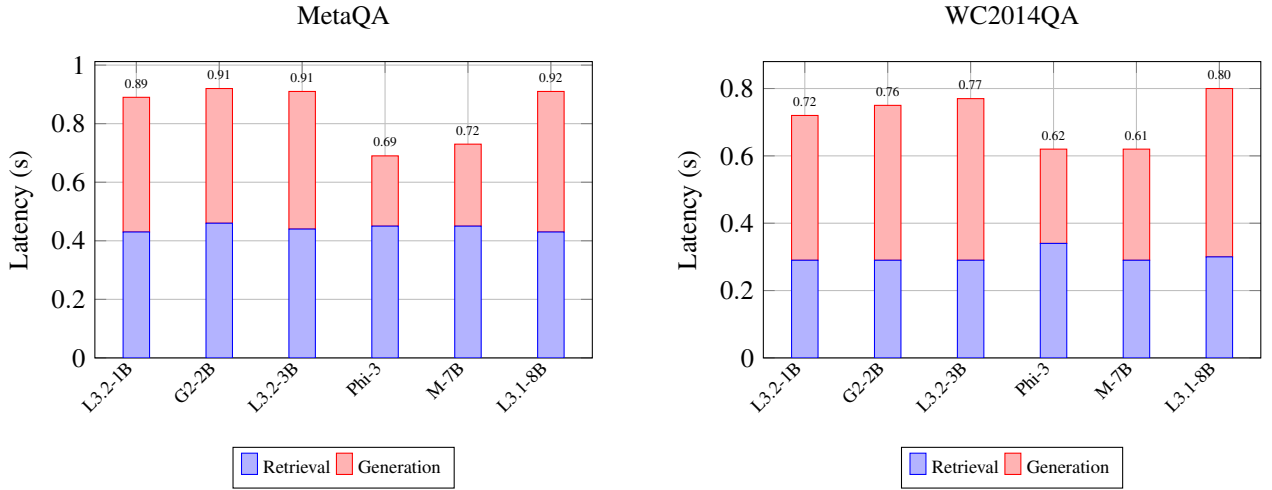 MetaQA
Latency (s)
1
0.8
0.6
0.4
0.2
0
0.89
0.91
0.91
0.69
0.72
0.92
L3.2-1B
G2-2B
L3.2-3B
Phi-3
M-7B
L3.1-8B
Retrieval Generation
WC2014QA
Latency (s)
0.8
0.6
0.4
0.2
0
0.72
0.76
0.77
0.62
0.61
0.80
L3.2-1B
G2-2B
L3.2-3B
Phi-3
M-7B
L3.1-8B
Retrieval Generation